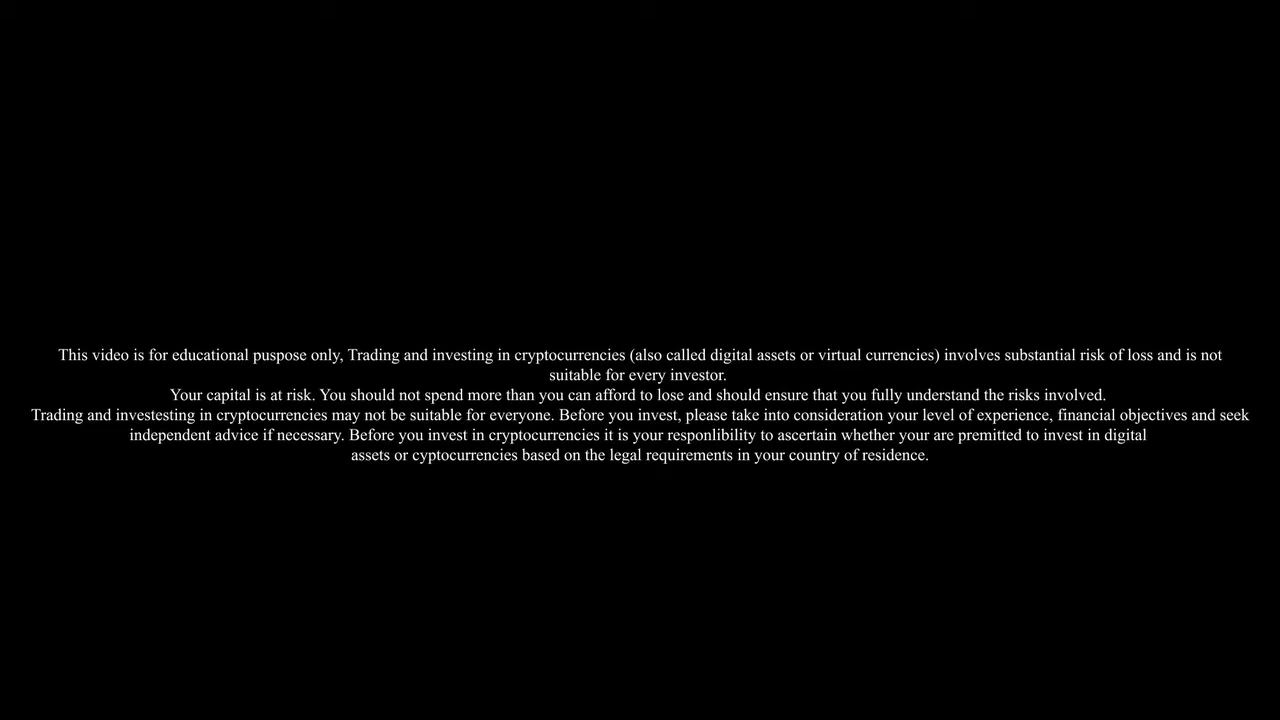 This video is for educational puspose only, Trading and investing in cryptocurrencies (also called digital assets or virtual currencies) involves substantial risk of loss and is not
suitable for every investor.
Your capital is at risk. You should not spend more than you can afford to lose and should ensure that you fully understand the risks involved.
Trading and investesting in cryptocurrencies may not be suitable for everyone. Before you invest, please take into consideration your level of experience, financial objectives and seek
independent advice if necessary. Before you invest in cryptocurrencies it is your responlibility to ascertain whether your are premitted to invest in digital
assets or cyptocurrencies based on the legal requirements in your country of residence.